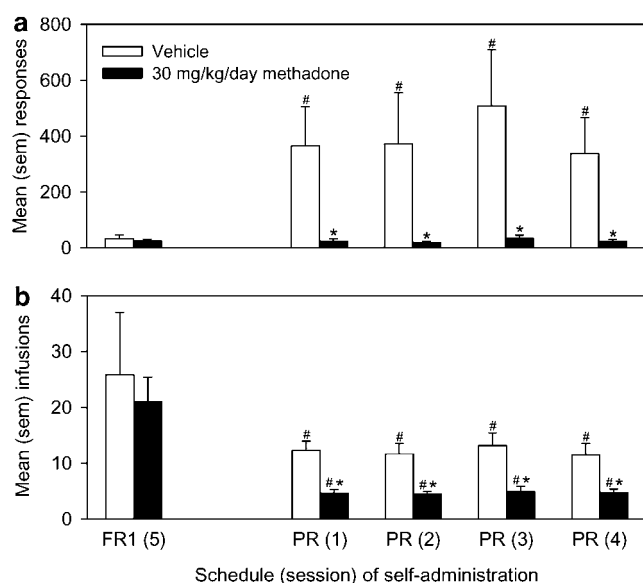 a
800
Vehicle
30 mg/kg/day methadone
600
400
200
0
Mean (sem) responses
# # # #
* * * *
b
40
30
20
10
0
Mean (sem) infusions
# # # #
#* #* #* #*
FR1 (5) PR (1) PR (2) PR (3) PR (4)
Schedule (session) of self-administration